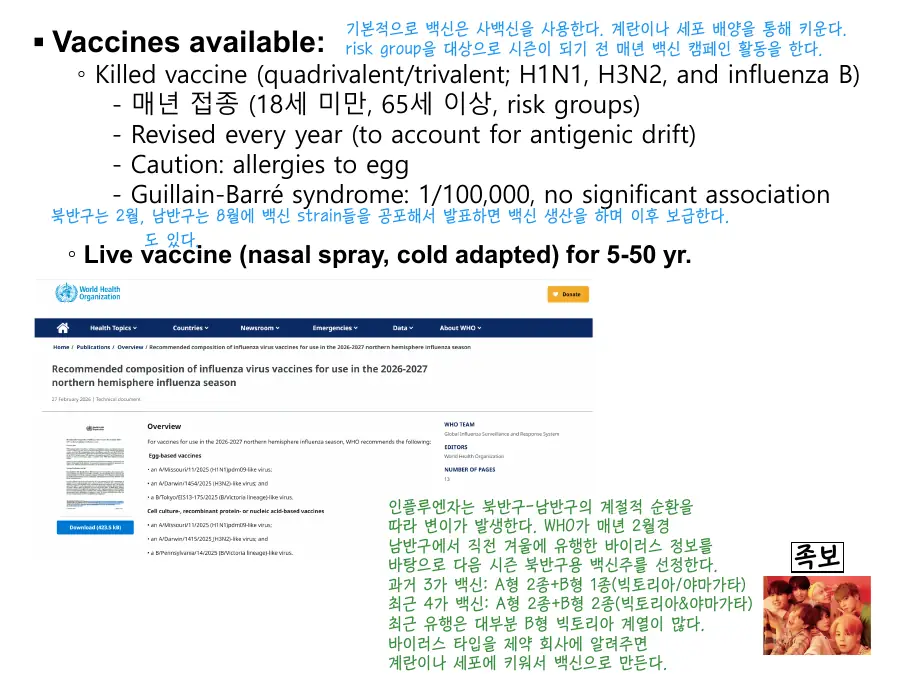 기본적으로 백신은 사백신을 사용한다. 계란이나 세포 배양을 통해 키운다.
▪ Vaccines available:
risk group을 대상으로 시즌이 되기 전 매년 백신 캠페인 활동을 한다.
◦ Killed vaccine (quadrivalent/trivalent; H1N1, H3N2, and influenza B)
- 매년 접종 (18세 미만, 65세 이상, risk groups)
- Revised every year (to account for antigenic drift)
- Caution: allergies to egg
- Guillain-Barré syndrome: 1/100,000, no significant association
북반구는 2월, 남반구는 8월에 백신 strain들을 공포해서 발표하면 백신 생산을 하며 이후 보급한다.
도 있다.
◦ Live vaccine (nasal spray, cold adapted) for 5-50 yr.
World Health
Organization
Donate
Health Topics
Countries
Newsroom
Emergencies
Data
About WHO
Home / Publications / Overview / Recommended composition of influenza virus vaccines for use in the 2026-2027 northern hemisphere influenza season
Recommended composition of influenza virus vaccines for use in the 2026-2027
northern hemisphere influenza season
27 February 2026 | Technical document
Download (423.5 kB)
Overview
For vaccines for use in the 2026-2027 northern hemisphere influenza season, WHO recommends the following:
Egg-based vaccines
• an A/Missouri/11/2025 (H1N1)pdm09-like virus;
• an A/Darwin/1454/2025 (H3N2)-like virus; and
• a B/Tokyo/EIS13-175/2025 (B/Victoria lineage)-like virus.
Cell culture-, recombinant protein- or nucleic acid-based vaccines
• an A/Missouri/11/2025 (H1N1)pdm09-like virus;
• an A/Darwin/1415/2025 (H3N2)-like virus; and
• a B/Pennsylvania/14/2025 (B/Victoria lineage)-like virus.
WHO TEAM
Global Influenza Surveillance and Response System
EDITORS
World Health Organization
NUMBER OF PAGES
13
인플루엔자는 북반구-남반구의 계절적 순환을
따라 변이가 발생한다. WHO가 매년 2월경
남반구에서 직전 겨울에 유행한 바이러스 정보를
바탕으로 다음 시즌 북반구용 백신주를 선정한다.
과거 3가 백신: A형 2종+B형 1종(빅토리아/야마가타)
최근 4가 백신: A형 2종+B형 2종(빅토리아&야마가타)
최근 유행은 대부분 B형 빅토리아 계열이 많다.
바이러스 타입을 제약 회사에 알려주면
계란이나 세포에 키워서 백신으로 만든다.
족보